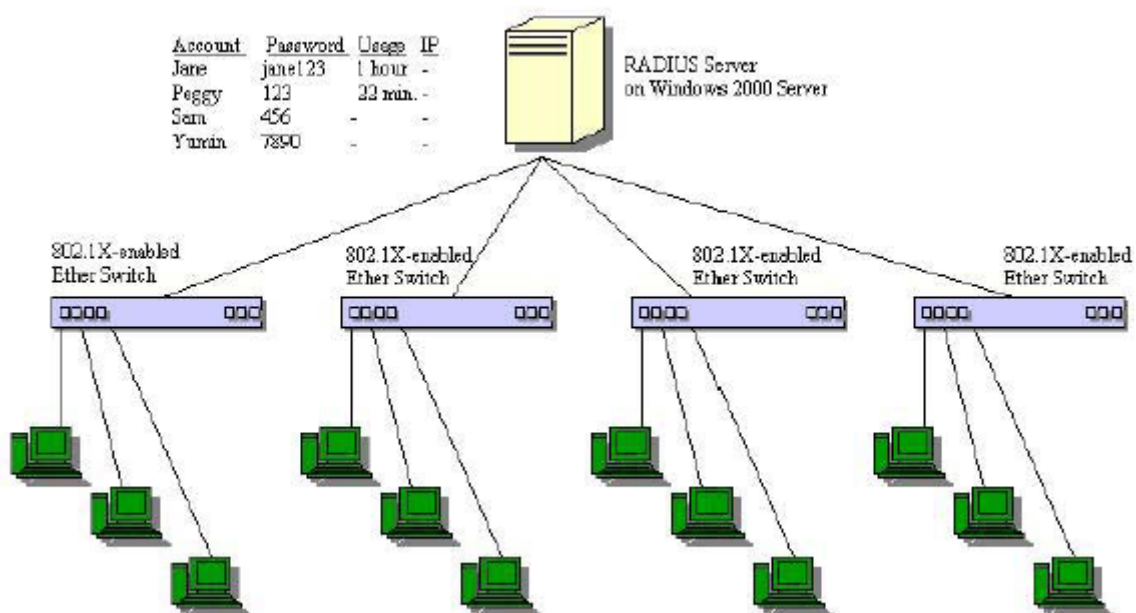 Account Password Usage IP
Jane jane123 1 hour -
Peggy 123 22 min. -
Sam 456 - -
Yumin 7890 - -
RADIUS Server
on Windows 2000 Server
802.1X-enabled
Ether Switch
802.1X-enabled
Ether Switch
802.1X-enabled
Ether Switch
802.1X-enabled
Ether Switch